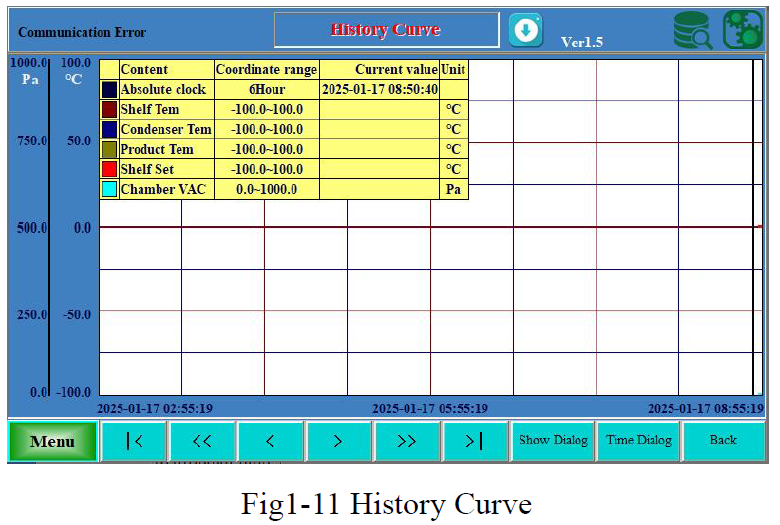 Communication Error
History Curve
Ver1.5
1000.0 100.0
Pa °C
750.0 50.0
500.0 0.0
250.0 -50.0
0.0 -100.0
Content Coordinate range Current value Unit
Absolute clock 6Hour 2025-01-17 08:50:40
Shelf Tem -100.0~100.0 °C
Condenser Tem -100.0~100.0 °C
Product Tem -100.0~100.0 °C
Shelf Set -100.0~100.0 °C
Chamber VAC 0.0~1000.0 Pa
2025-01-17 02:55:19 2025-01-17 05:55:19 2025-01-17 08:55:19
Menu |< << < > >> >| Show Dialog Time Dialog Back
Fig1-11 History Curve